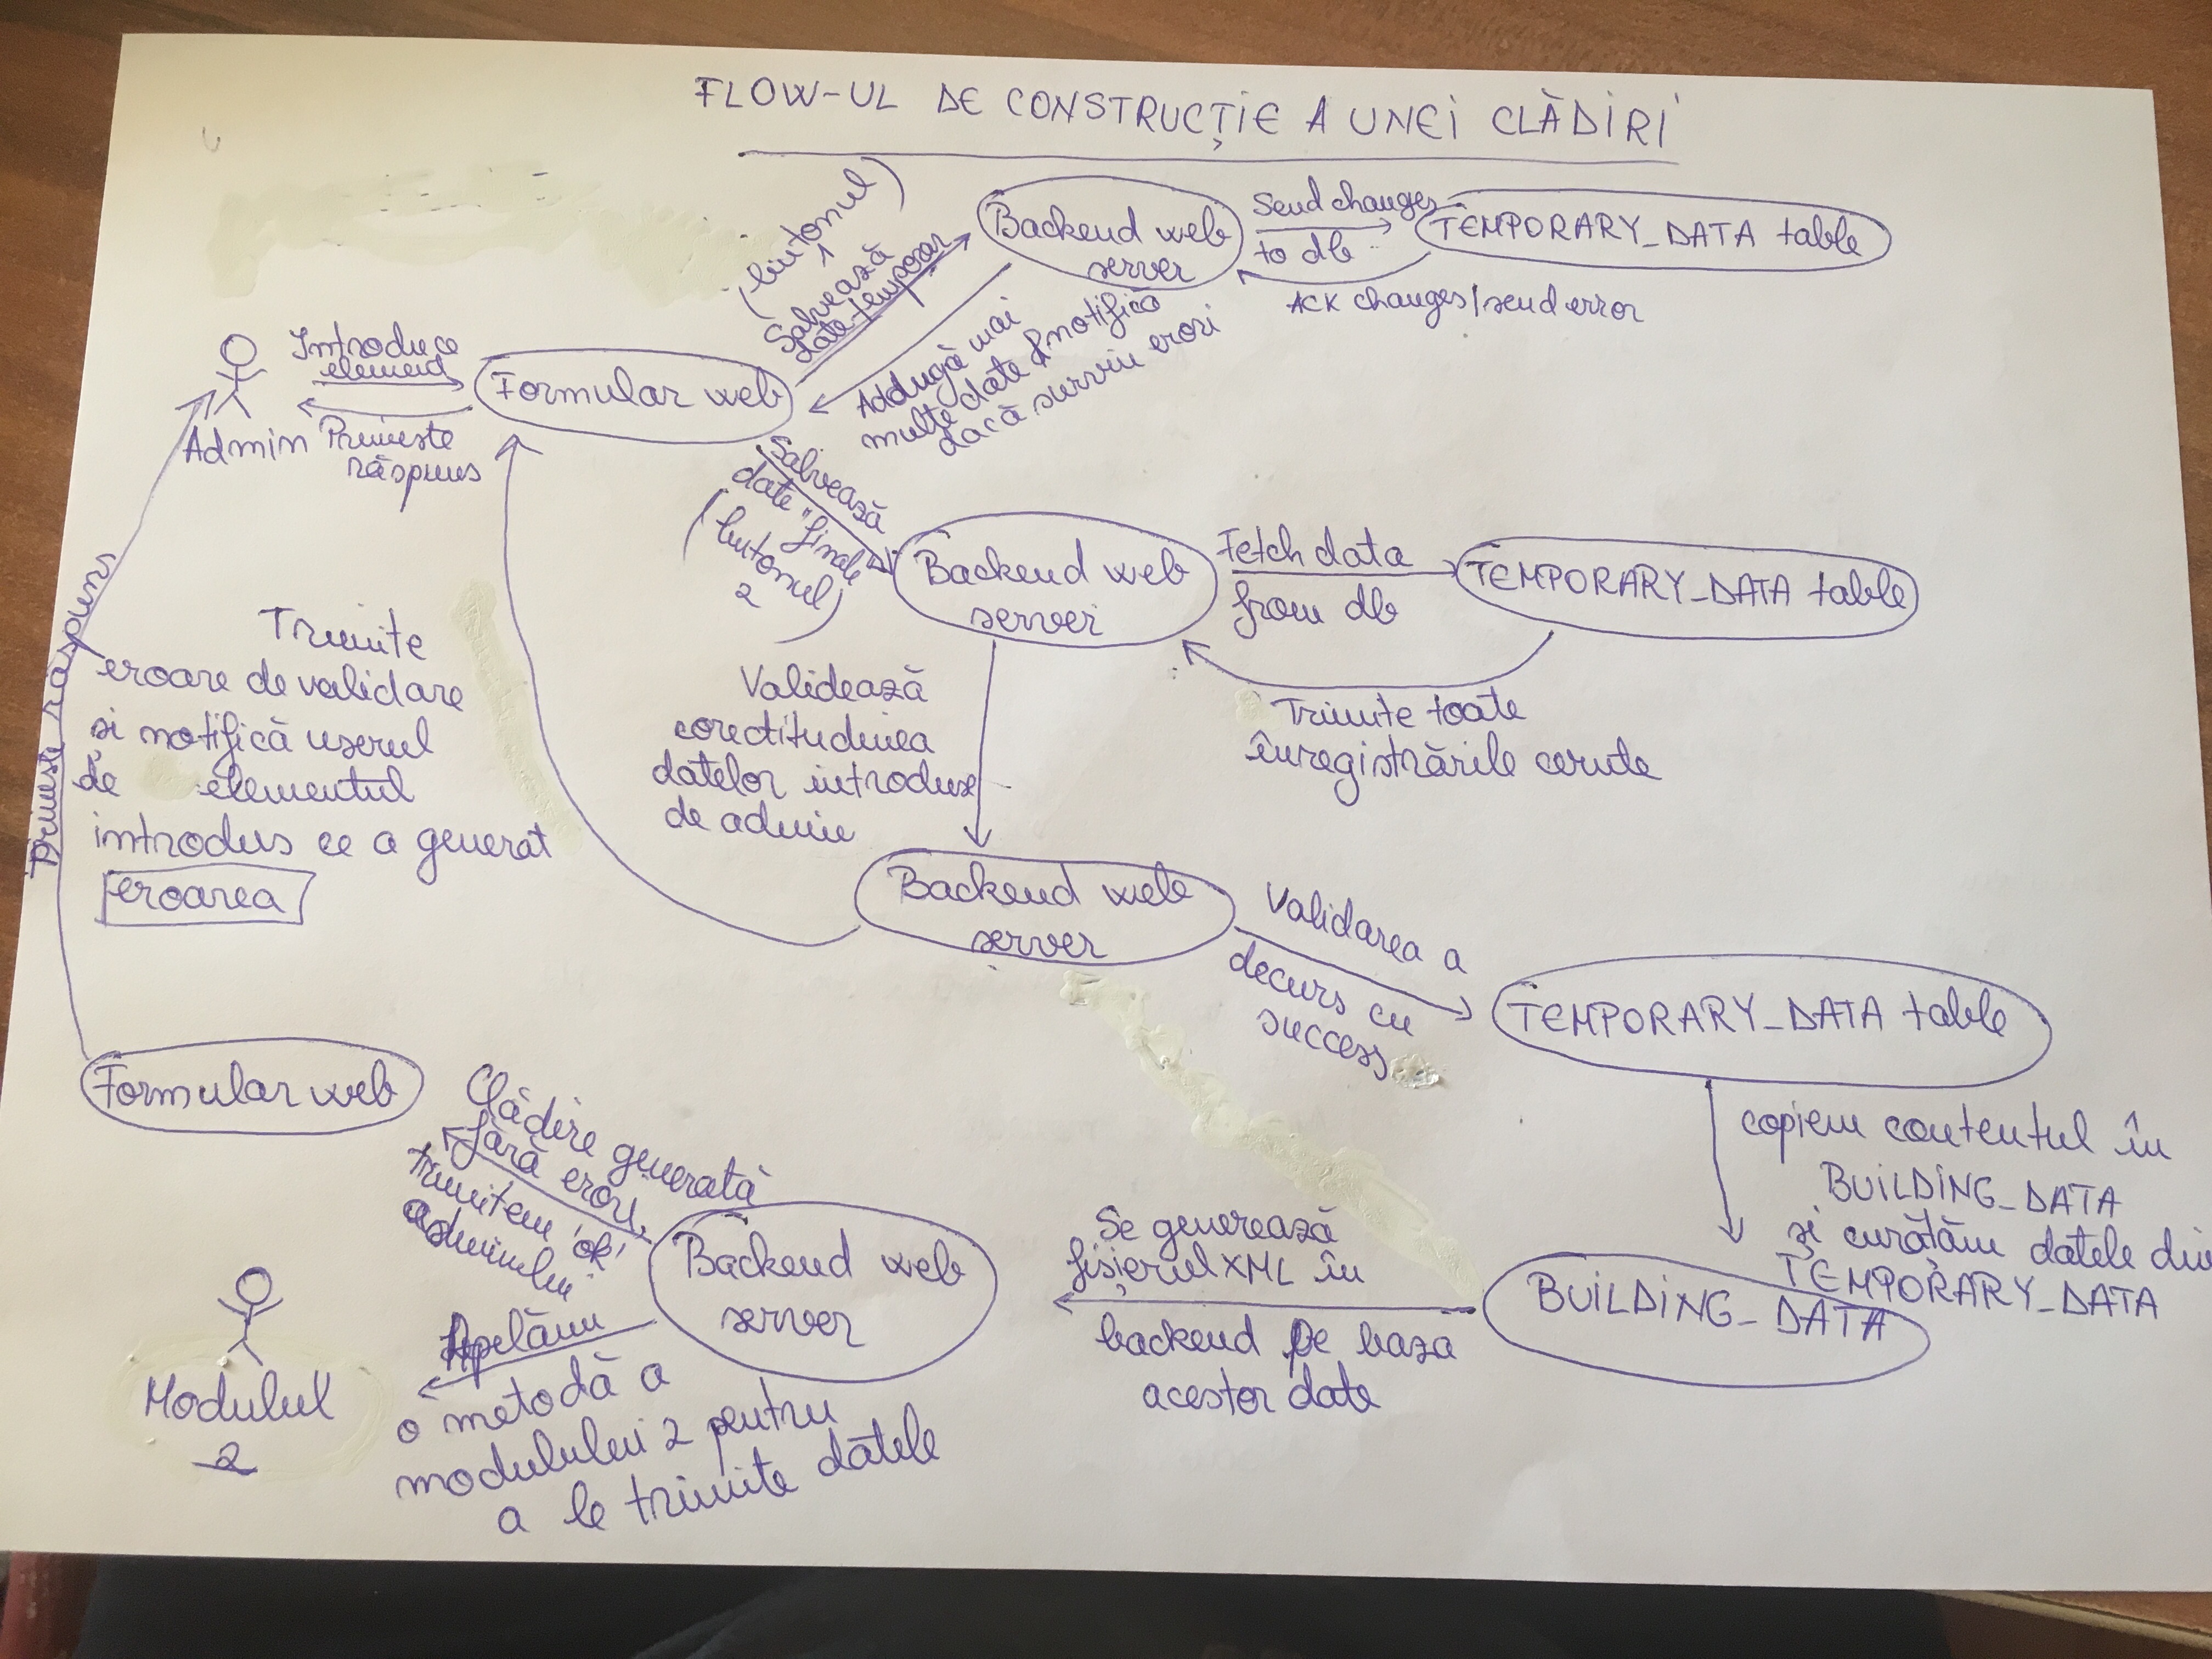 FLOW-UL DE CONSTRUCȚIE A UNEI CLĂDIRI
(butonul
1)
Salvează
date temporar
Backend web
server
Send changes
to db
TEMPORARY_DATA table
ACK changes/send error
Addugă mai
multe date & notifică
dacă survin erori
Introduce
element
Admin
Primește
răspuns
Formular web
Salvează
date "finale
(butonul
2)
Backend web
server
Fetch data
from db
TEMPORARY_DATA table
Trimite toate
înregistrările cerute
Primește răspuns
Trimite
eroare de validare
si notifică userul
de elementul
introdus ce a generat
eroarea
Validează
corectitudinea
datelor introduse
de admin
Backend web
server
Validarea a
decurs cu
success
TEMPORARY_DATA table
copiem contentul în
BUILDING_DATA
și curățăm datele din
TEMPORARY_DATA
BUILDING_DATA
Se generează
fișierul XML în
backend pe baza
acestor date
Backend web
server
Clădire generată
fără erori,
trimitem 'ok'
adminului
Formular web
Apelăm
o metodă a
modulului 2 pentru
a le trimite datele
Modulul
2